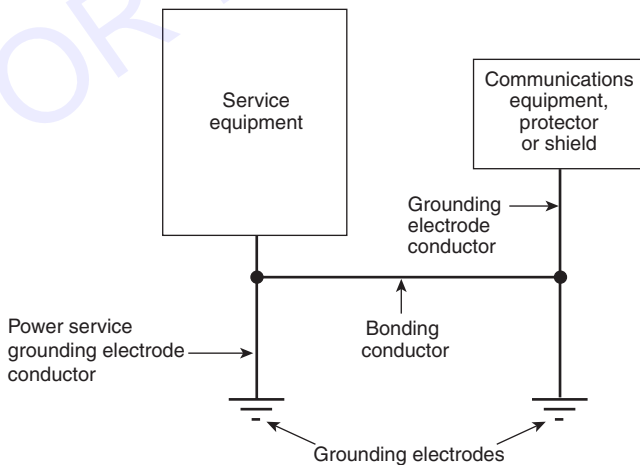 OR
Service
equipment
Communications
equipment,
protector
or shield
Grounding
electrode
conductor
Power service
grounding electrode
conductor
Bonding
conductor
Grounding electrodes